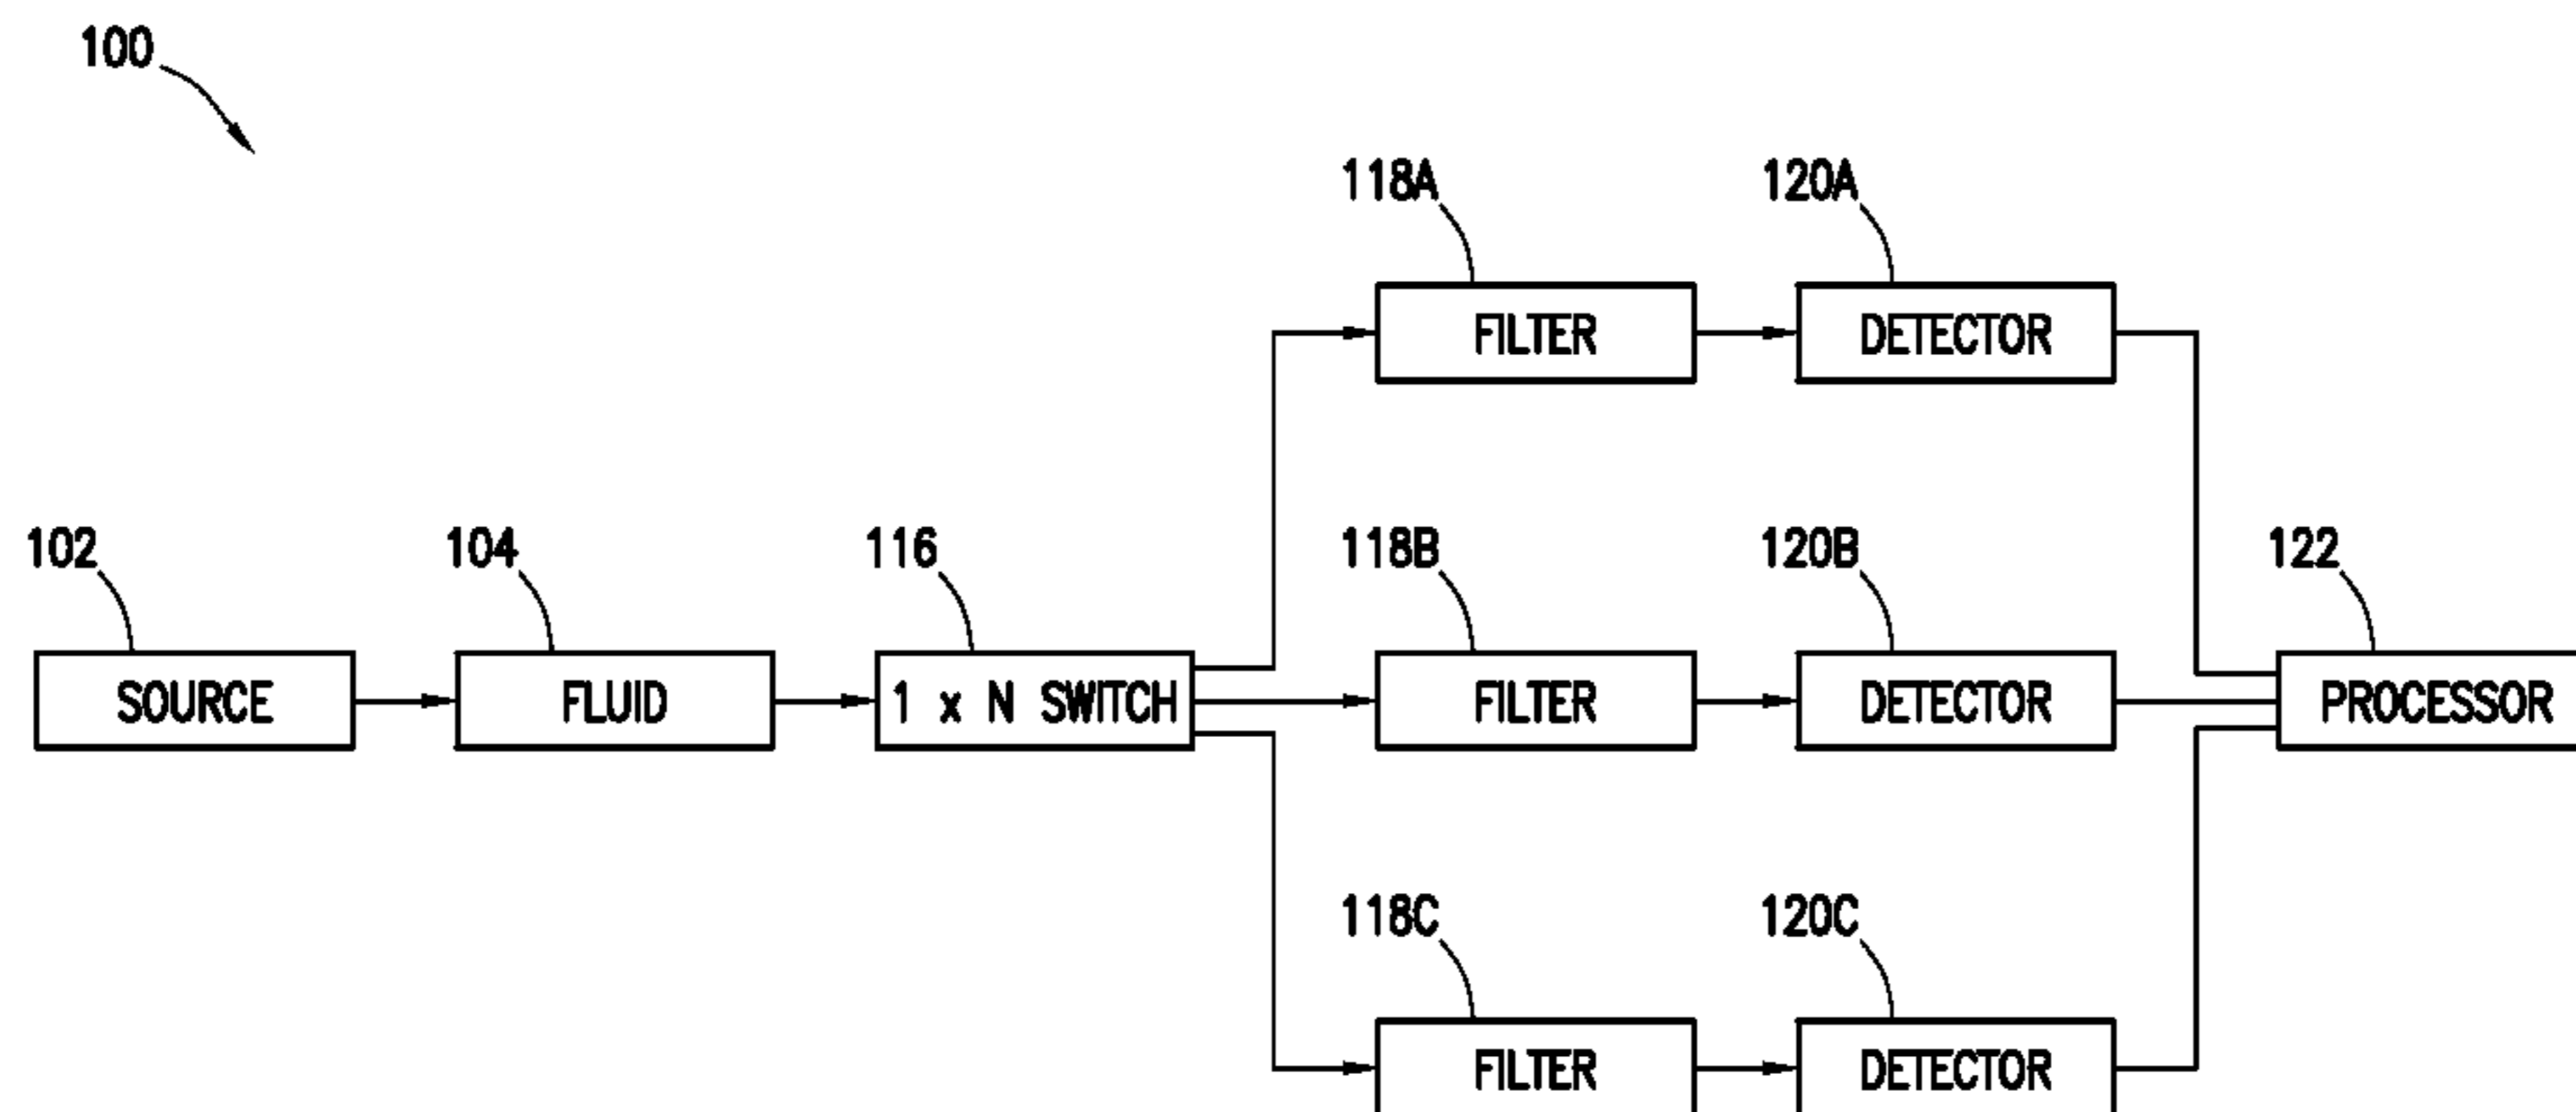 100
118A 120A
FILTER DETECTOR
102 104 116 118B 120B 122
SOURCE FLUID 1 x N SWITCH FILTER DETECTOR PROCESSOR
118C 120C
FILTER DETECTOR